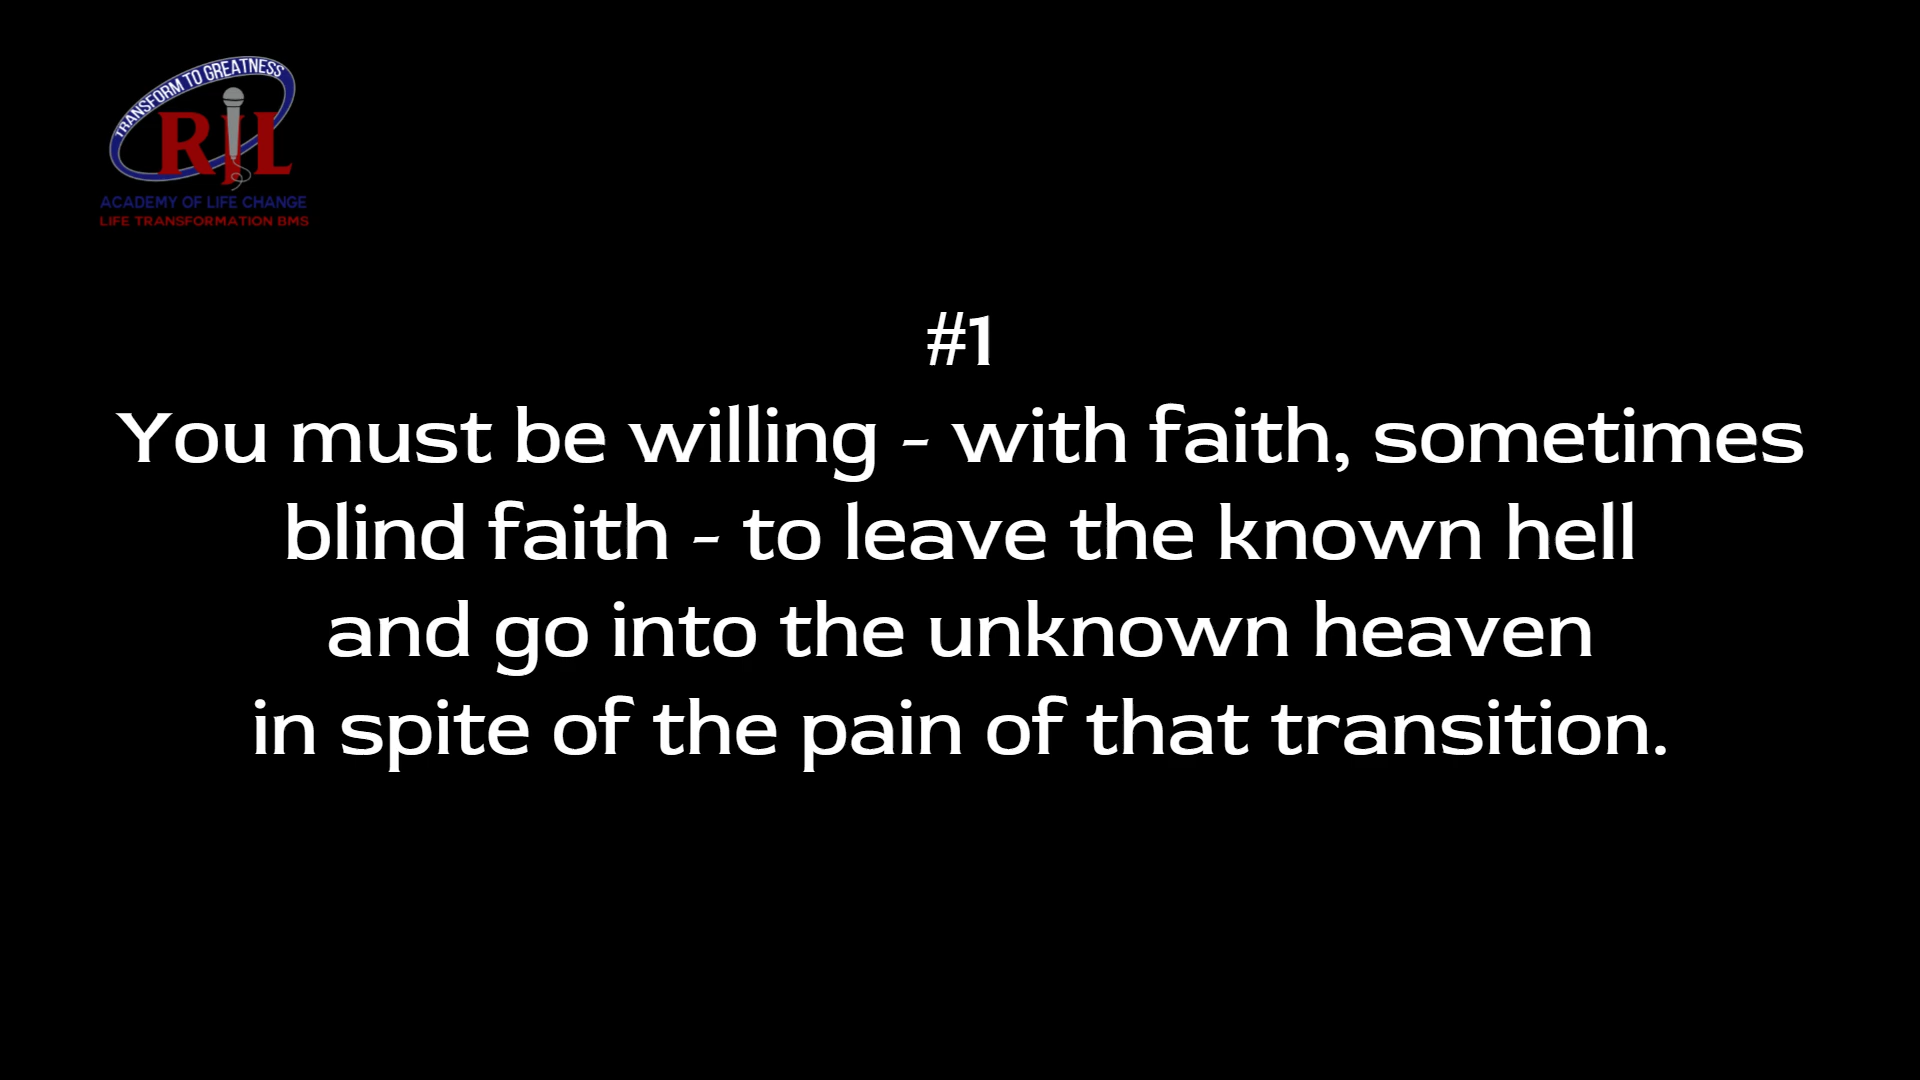 TRANSFORM TO GREATNESS
RJL
ACADEMY OF LIFE CHANGE
LIFE TRANSFORMATION BMS
#1
You must be willing - with faith, sometimes
blind faith - to leave the known hell
and go into the unknown heaven
in spite of the pain of that transition.